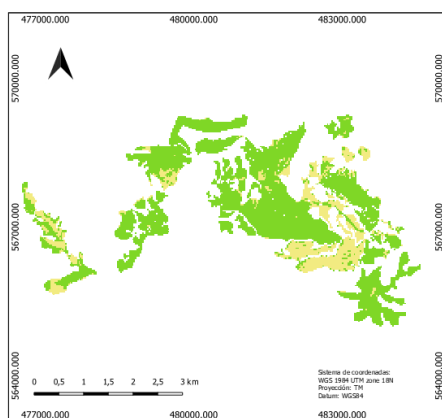 477000.000 480000.000 483000.000
570000.000 570000.000
567000.000 567000.000
564000.000 564000.000
Sistema de coordenadas:
WGS 1984 UTM zone 18N
Proyección: TM
Datum: WGS84
0 0,5 1 1,5 2 2,5 3 km
477000.000 480000.000 483000.000